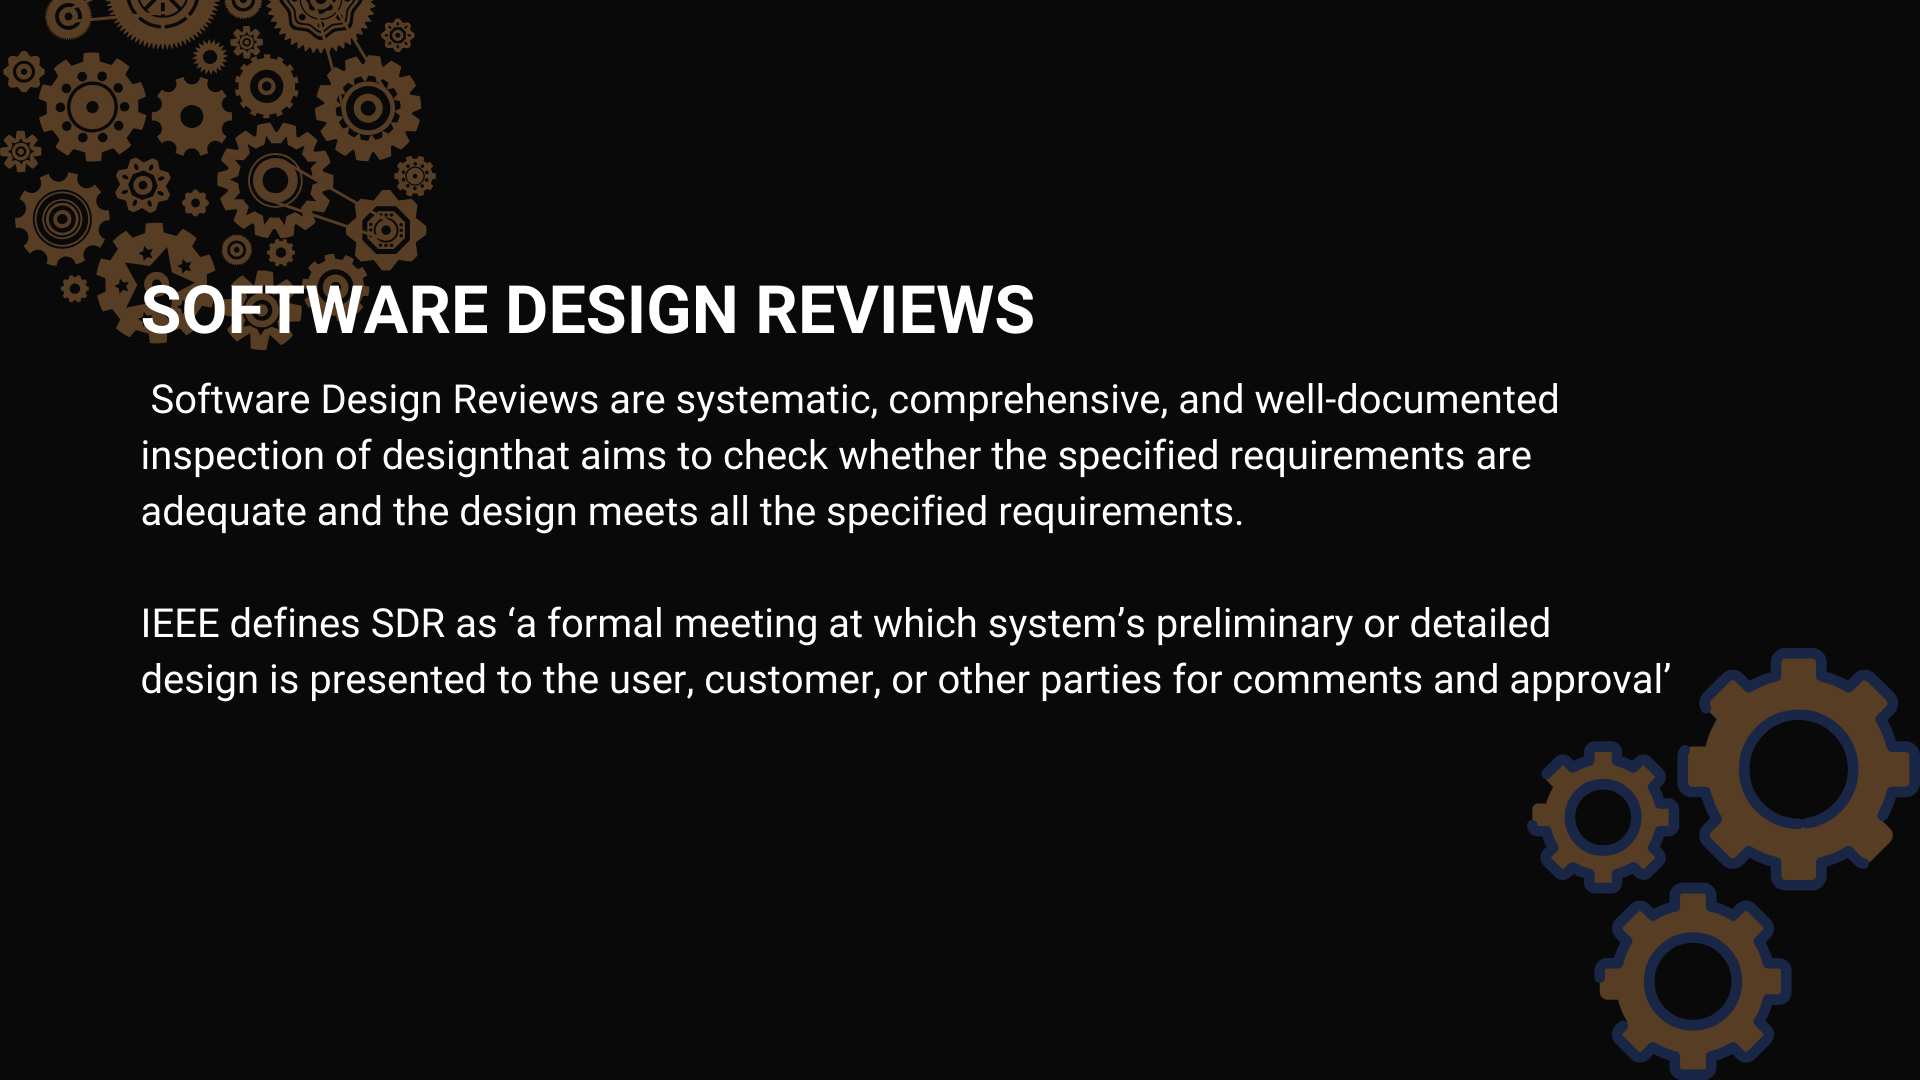 SOFTWARE DESIGN REVIEWS
Software Design Reviews are systematic, comprehensive, and well-documented
inspection of designthat aims to check whether the specified requirements are
adequate and the design meets all the specified requirements.
IEEE defines SDR as ‘a formal meeting at which system’s preliminary or detailed
design is presented to the user, customer, or other parties for comments and approval’